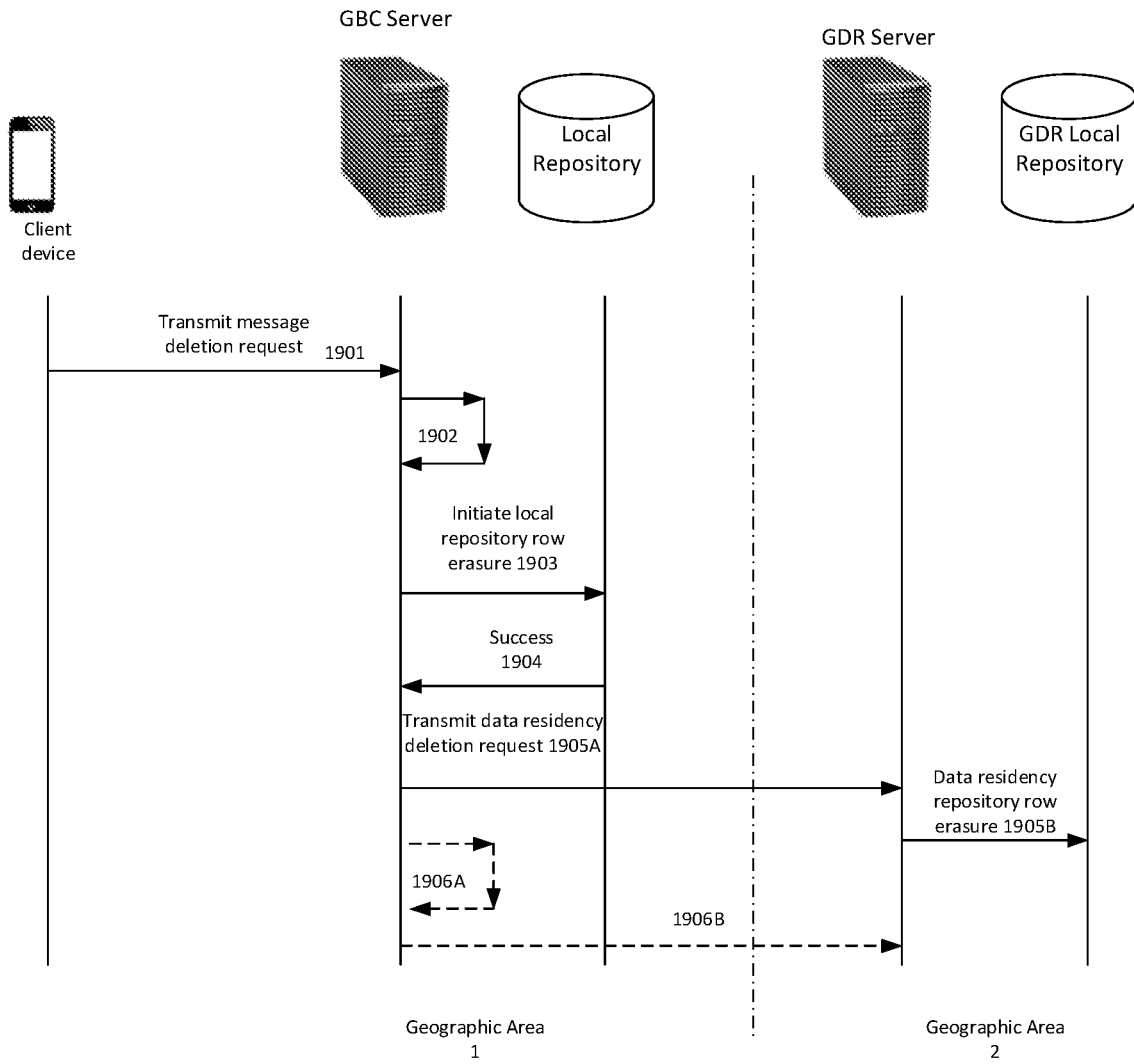 GBC Server
GDR Server
Local
Repository
GDR Local
Repository
Client
device
Transmit message
deletion request
1901
1902
Initiate local
repository row
erasure 1903
Success
1904
Transmit data residency
deletion request 1905A
Data residency
repository row
erasure 1905B
1906A
1906B
Geographic Area
1
Geographic Area
2